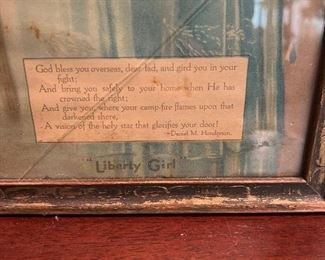 God bless you overseas, dear lad, and gird you in your
fight;
And bring you safely to your home when He has
crowned the right;
And give you, where your camp-fire flames upon that
darkened shore,
A vision of the holy star that glorifies your door!
—Daniel M. Henderson.
"Liberty Girl"